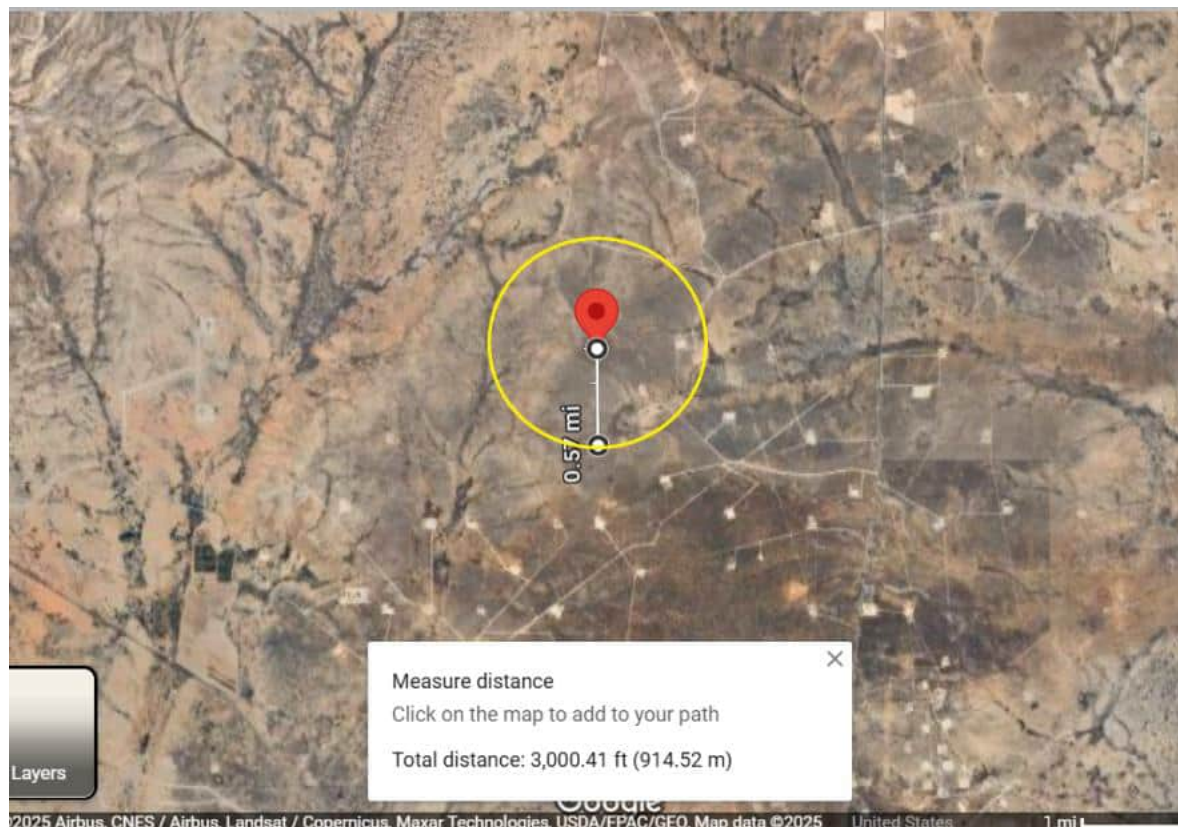 0.57 mi
Measure distance
Click on the map to add to your path
Total distance: 3,000.41 ft (914.52 m)
Layers
Google
2025 Airbus, CNES / Airbus, Landsat / Copernicus, Maxar Technologies, USDA/FPAC/GEO, Map data ©2025 United States 1 mi